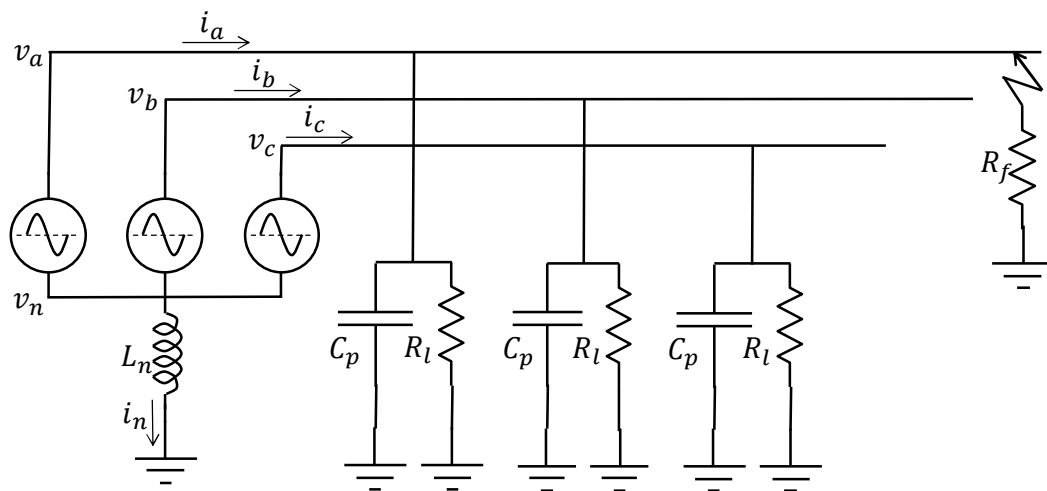 i_a
v_a
i_b
v_b
i_c
v_c
R_f
v_n
L_n
C_p R_l C_p R_l C_p R_l
i_n